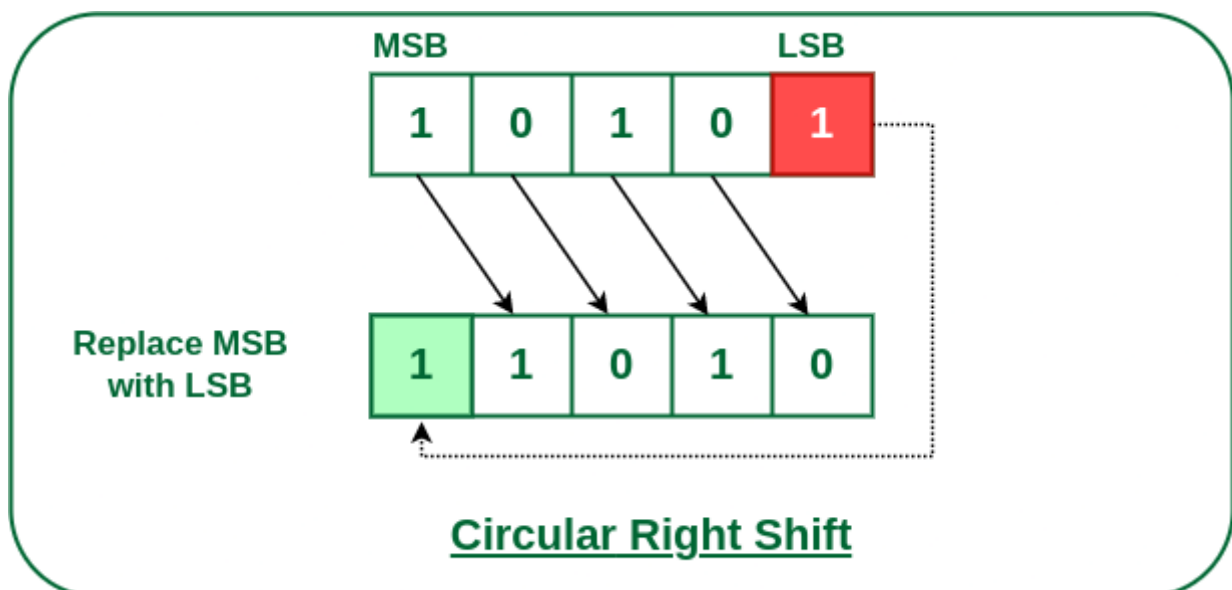 MSB LSB
1 0 1 0 1
Replace MSB
with LSB
1 1 0 1 0
Circular Right Shift